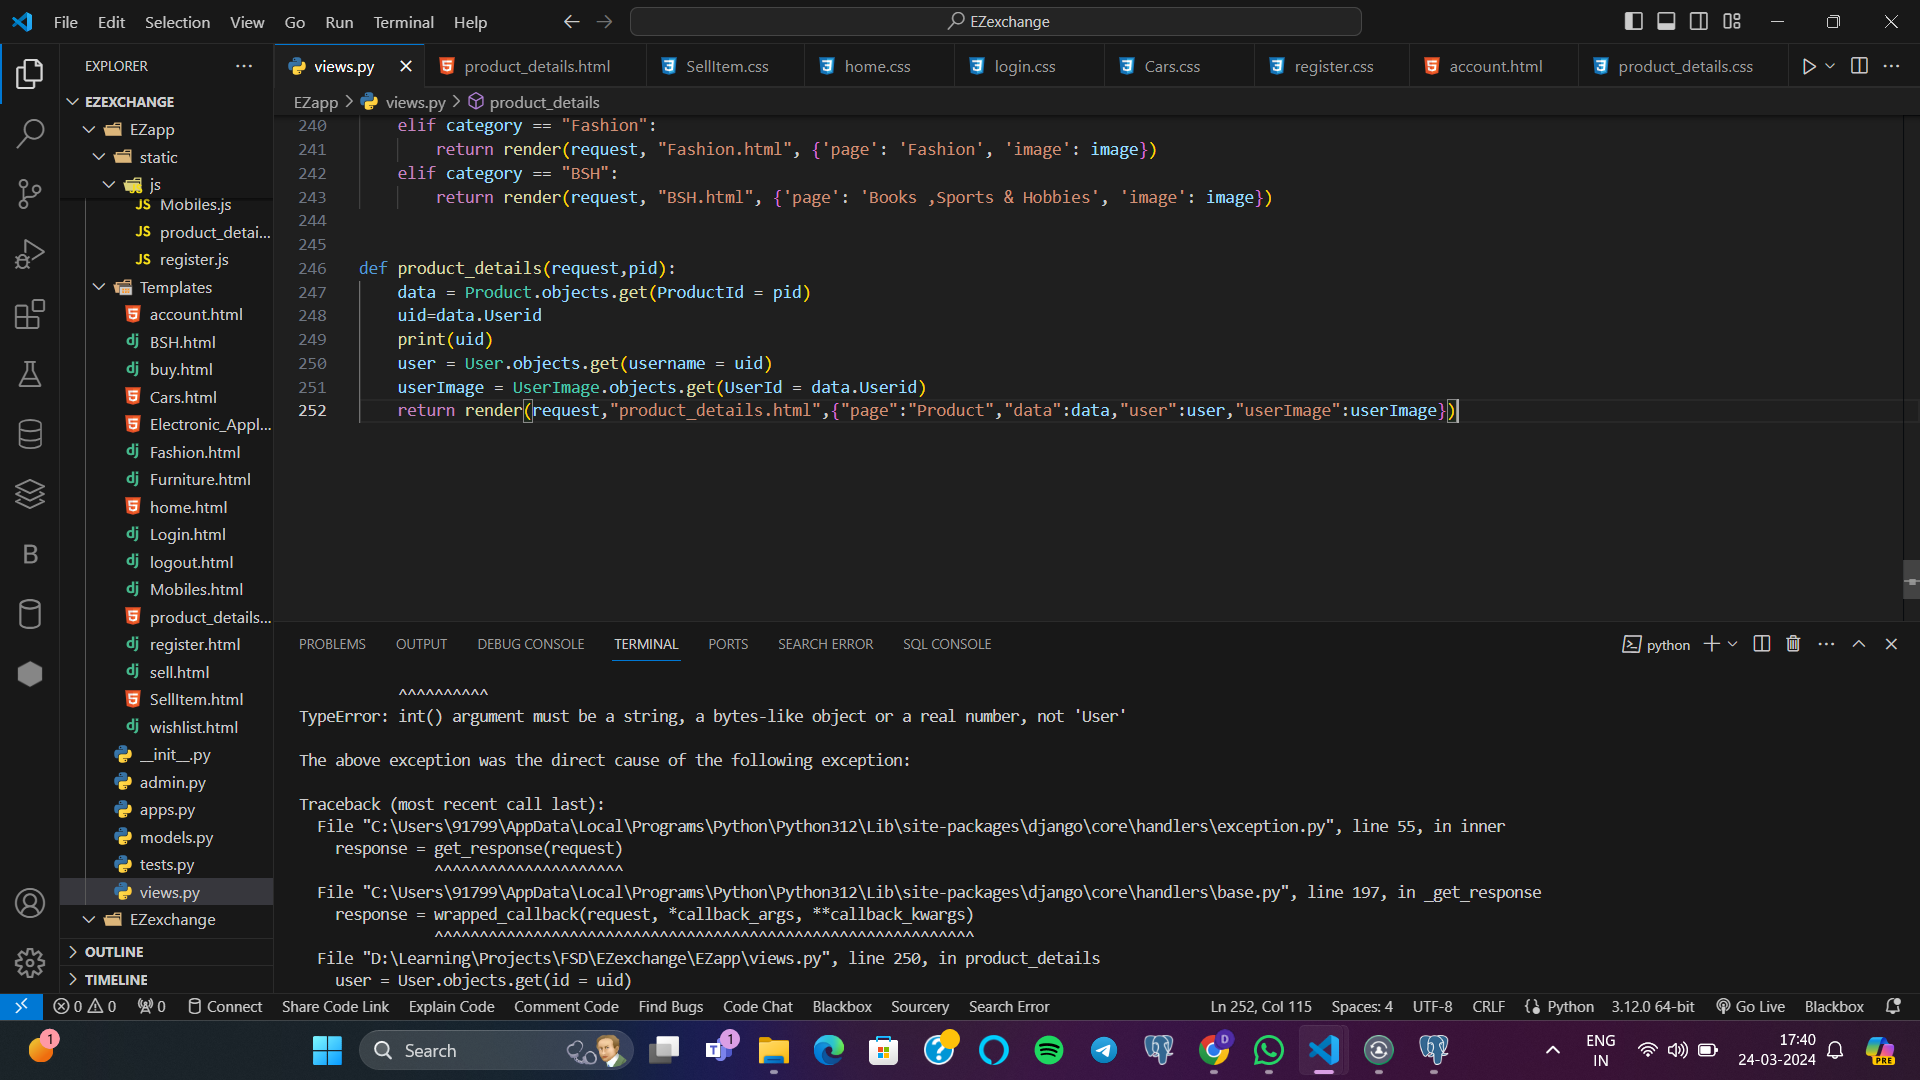 File Edit Selection View Go Run Terminal Help
EZexchange
EXPLORER
views.py
product_details.html
SellItem.css
home.css
login.css
Cars.css
register.css
account.html
product_details.css
EZEXCHANGE
EZapp > views.py > product_details
EZapp
static
js
Mobiles.js
product_detai...
register.js
Templates
account.html
BSH.html
buy.html
Cars.html
Electronic_Appl...
Fashion.html
Furniture.html
home.html
Login.html
logout.html
Mobiles.html
product_details...
register.html
sell.html
SellItem.html
wishlist.html
__init__.py
admin.py
apps.py
models.py
tests.py
views.py
EZexchange
OUTLINE
TIMELINE
240 elif category == "Fashion":
241 return render(request, "Fashion.html", {'page': 'Fashion', 'image': image})
242 elif category == "BSH":
243 return render(request, "BSH.html", {'page': 'Books ,Sports & Hobbies', 'image': image})
244
245
246 def product_details(request,pid):
247 data = Product.objects.get(ProductId = pid)
248 uid=data.Userid
249 print(uid)
250 user = User.objects.get(username = uid)
251 userImage = UserImage.objects.get(UserId = data.Userid)
252 return render(request,"product_details.html",{"page":"Product","data":data,"user":user,"userImage":userImage})
PROBLEMS OUTPUT DEBUG CONSOLE TERMINAL PORTS SEARCH ERROR SQL CONSOLE
python
^^^^^^^^^^
TypeError: int() argument must be a string, a bytes-like object or a real number, not 'User'
The above exception was the direct cause of the following exception:
Traceback (most recent call last):
File "C:\Users\91799\AppData\Local\Programs\Python\Python312\Lib\site-packages\django\core\handlers\exception.py", line 55, in inner
response = get_response(request)
^^^^^^^^^^^^^^^^^^^^^
File "C:\Users\91799\AppData\Local\Programs\Python\Python312\Lib\site-packages\django\core\handlers\base.py", line 197, in _get_response
response = wrapped_callback(request, *callback_args, **callback_kwargs)
^^^^^^^^^^^^^^^^^^^^^^^^^^^^^^^^^^^^^^^^^^^^^^^^^^^^^^^^^^^^
File "D:\Learning\Projects\FSD\EZexchange\EZapp\views.py", line 250, in product_details
user = User.objects.get(id = uid)
0 0 0 Connect Share Code Link Explain Code Comment Code Find Bugs Code Chat Blackbox Sourcery Search Error Ln 252, Col 115 Spaces: 4 UTF-8 CRLF Python 3.12.0 64-bit Go Live Blackbox
1
Search
1
D
PRE
ENG
IN
17:40
24-03-2024